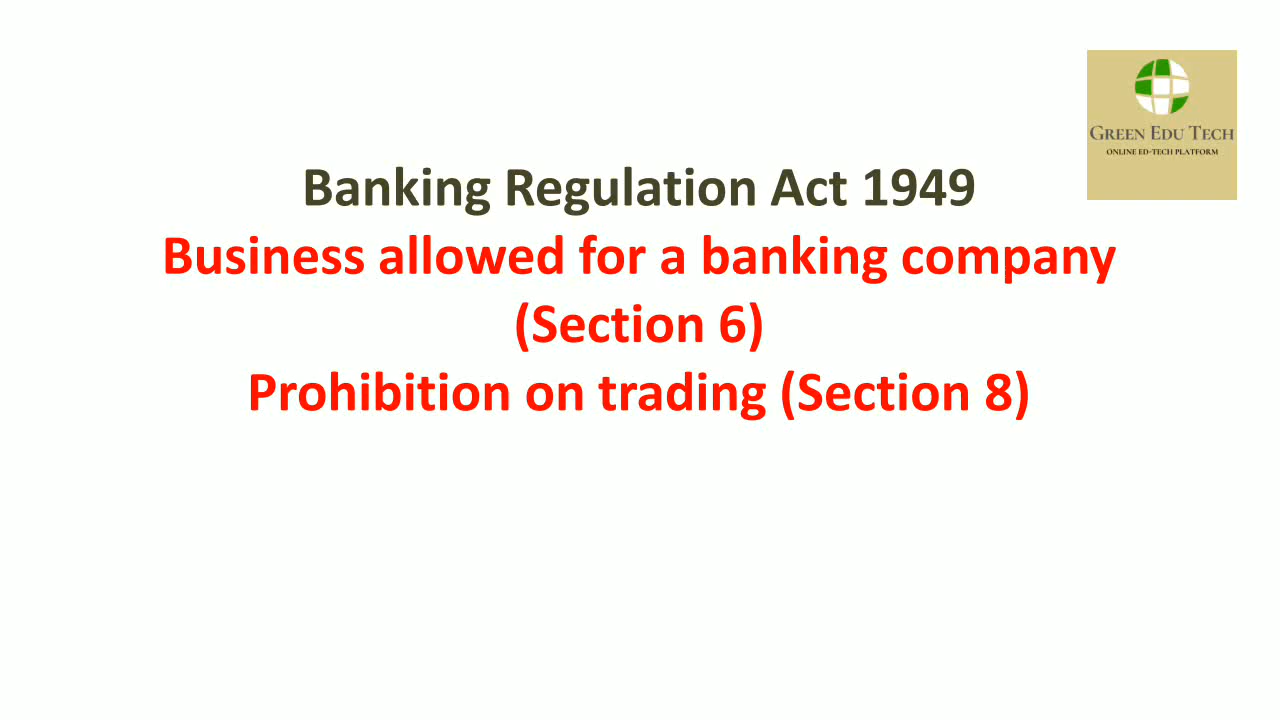 GREEN EDU TECH
ONLINE ED-TECH PLATFORM
Banking Regulation Act 1949
Business allowed for a banking company
(Section 6)
Prohibition on trading (Section 8)